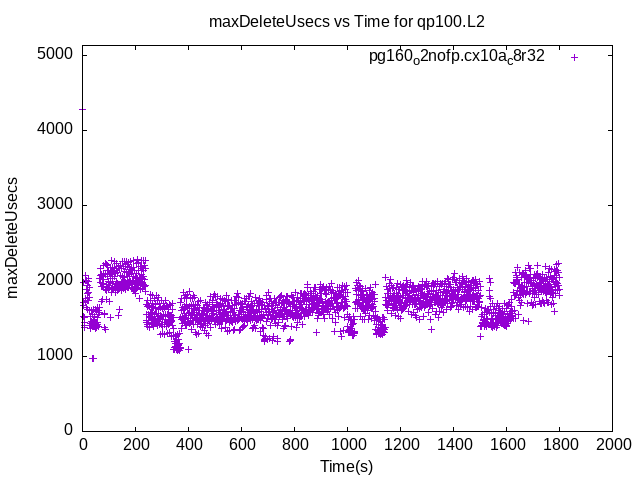 maxDeleteUsecs vs Time for qp100.L2
pg160o2nofp.cx10ac8r32
5000
4000
3000
2000
1000
0
maxDeleteUsecs
0 200 400 600 800 1000 1200 1400 1600 1800 2000
Time(s)